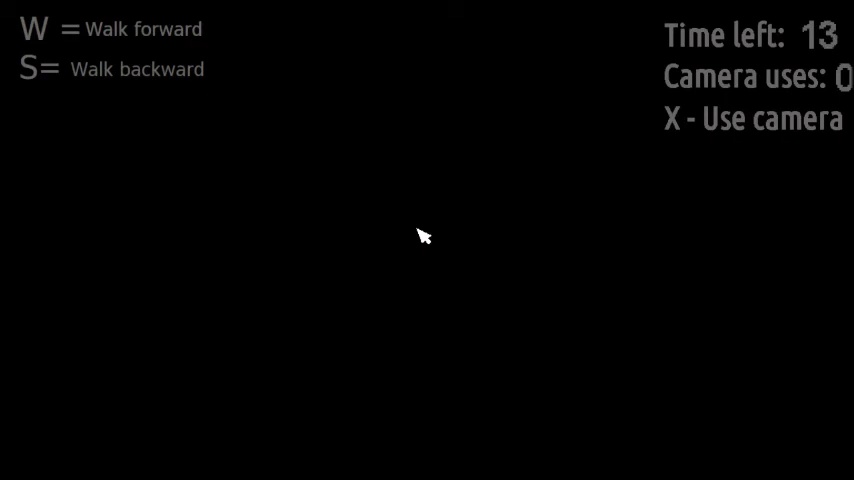 W = Walk forward
S= Walk backward
Time left: 13
Camera uses: 0
X - Use camera